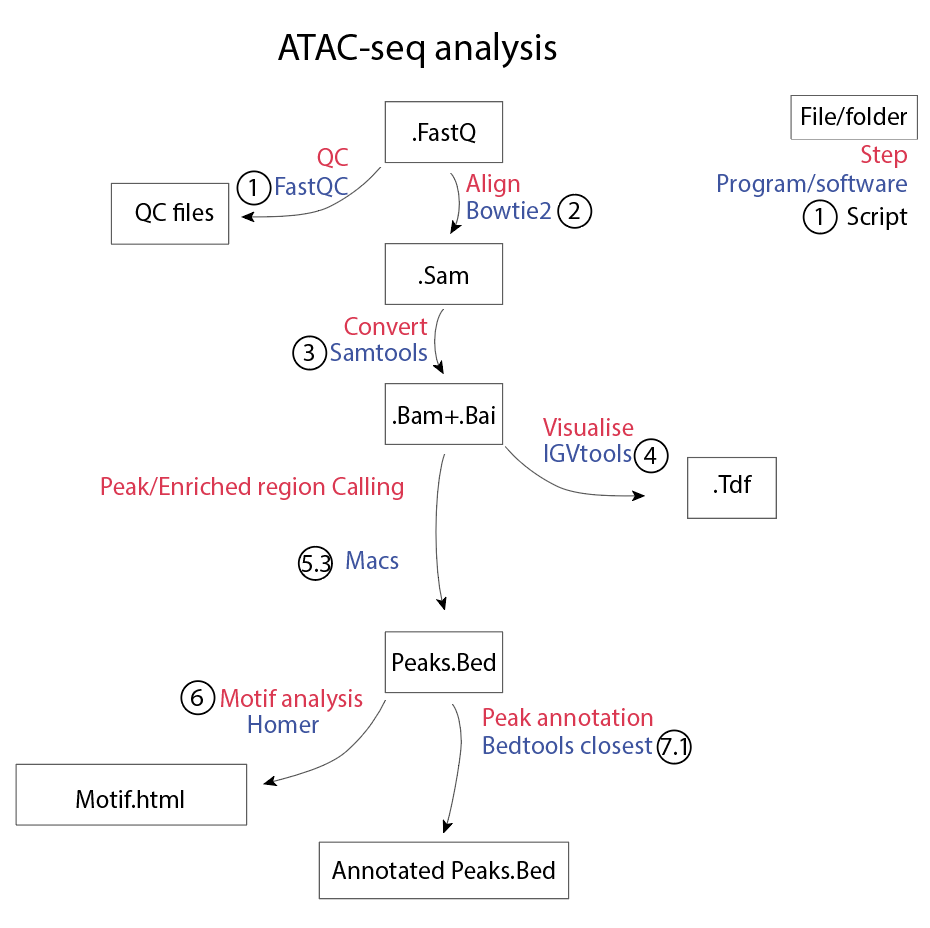 ATAC-seq analysis
File/folder
Step
Program/software
1 Script
.FastQ
QC
1 FastQC
QC files
Align
Bowtie2 2
.Sam
Convert
3 Samtools
.Bam+.Bai
Visualise
IGVtools 4
.Tdf
Peak/Enriched region Calling
5.3 Macs
Peaks.Bed
6 Motif analysis
Homer
Peak annotation
Bedtools closest 7.1
Motif.html
Annotated Peaks.Bed